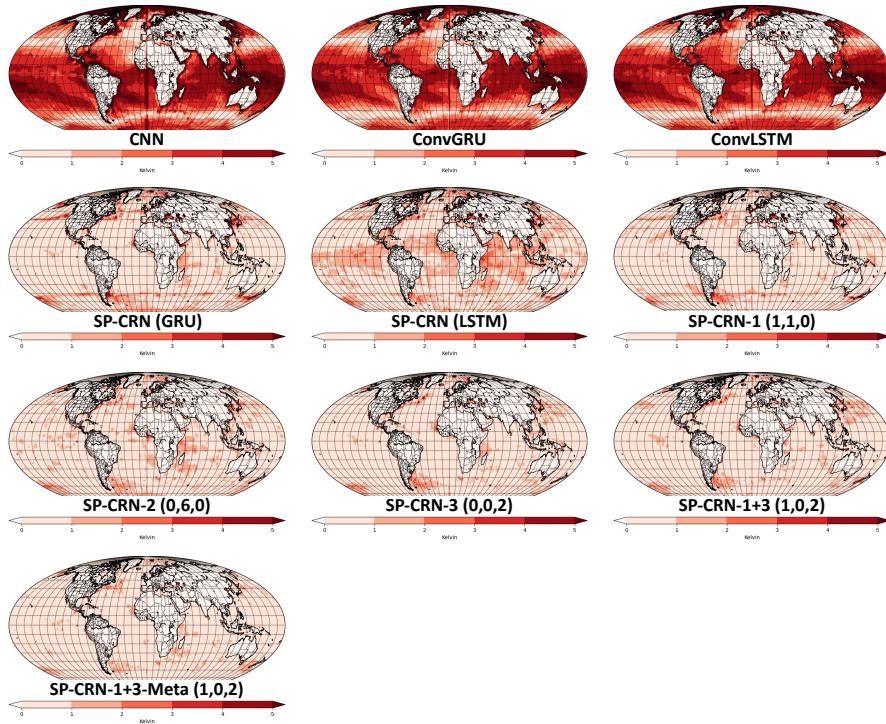 CNN
0 1 2 3 4 5
Kelvin
ConvGRU
0 1 2 3 4 5
Kelvin
ConvLSTM
0 1 2 3 4 5
Kelvin
SP-CRN (GRU)
0 1 2 3 4 5
Kelvin
SP-CRN (LSTM)
0 1 2 3 4 5
Kelvin
SP-CRN-1 (1,1,0)
0 1 2 3 4 5
Kelvin
SP-CRN-2 (0,6,0)
0 1 2 3 4 5
Kelvin
SP-CRN-3 (0,0,2)
0 1 2 3 4 5
Kelvin
SP-CRN-1+3 (1,0,2)
0 1 2 3 4 5
Kelvin
SP-CRN-1+3-Meta (1,0,2)
0 1 2 3 4 5
Kelvin